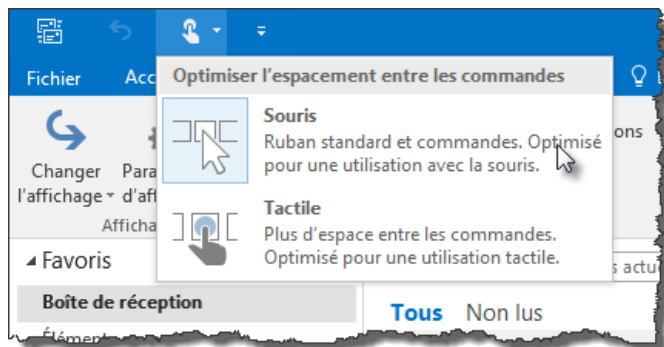 Fichier Acc
Optimiser l'espacement entre les commandes
Souris
Ruban standard et commandes. Optimisé
pour une utilisation avec la souris.
Tactile
Plus d'espace entre les commandes.
Optimisé pour une utilisation tactile.
Changer Para
l'affichage d'aff
Afficha
ons
Favoris
s actu
Boîte de réception
Tous Non lus